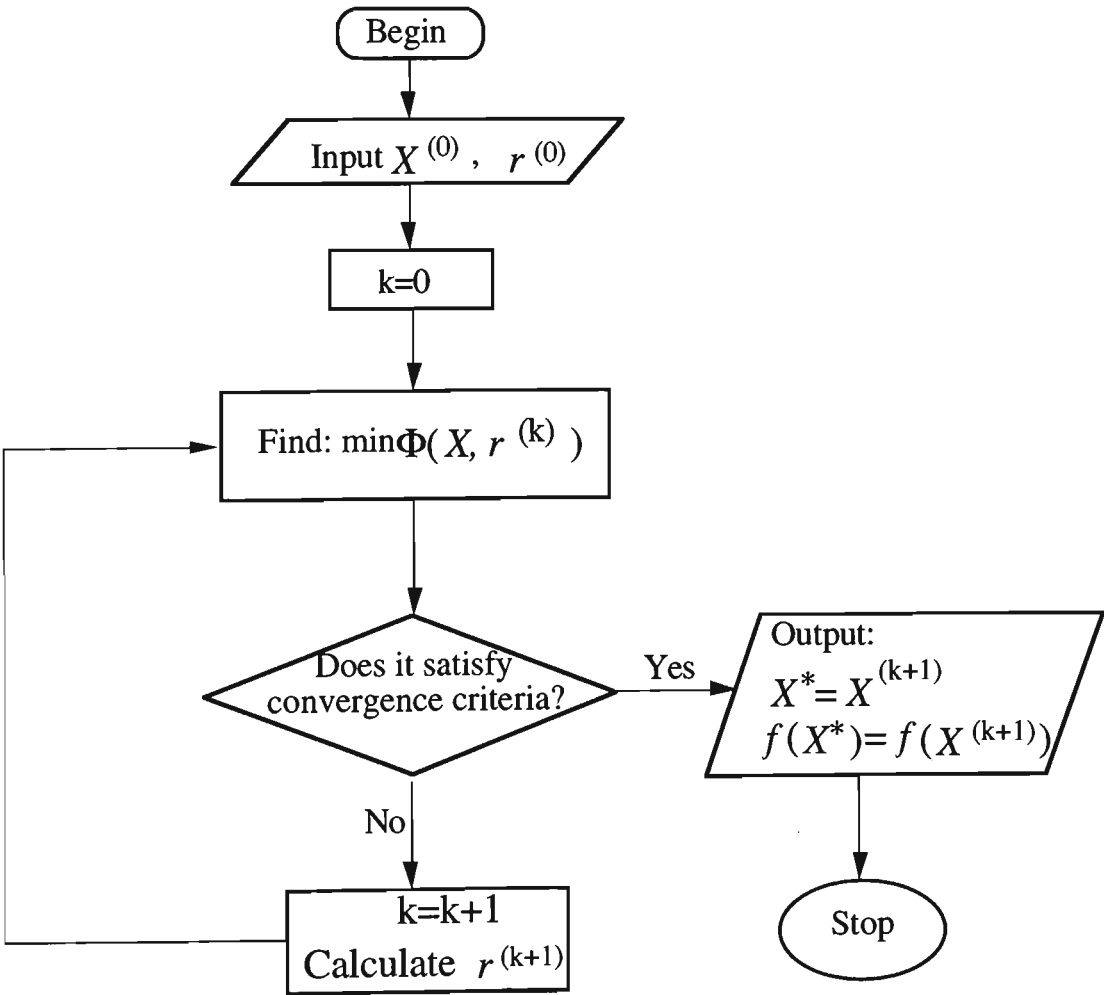 Begin
Input X^(0), r^(0)
k=0
Find: minΦ(X, r^(k))
Does it satisfy
convergence criteria?
Yes
Output:
X*= X^(k+1)
f(X*)= f(X^(k+1))
No
k=k+1
Calculate r^(k+1)
Stop